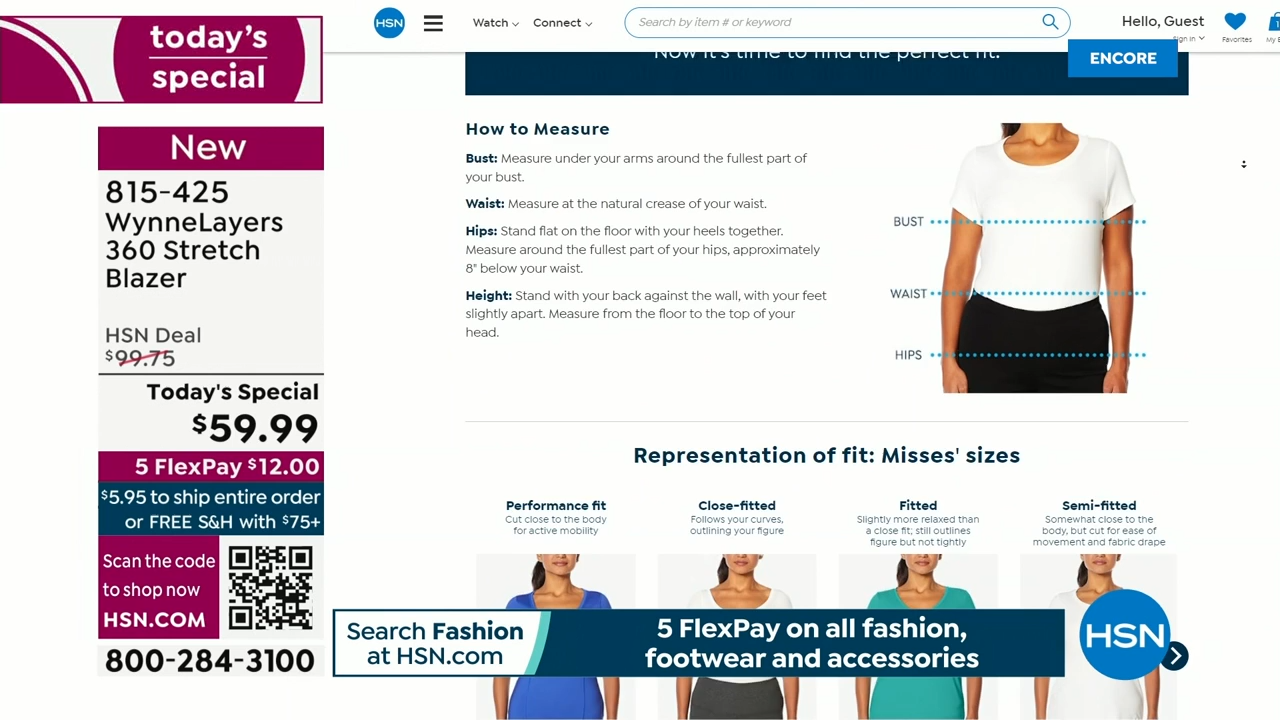 today's
special
New
815-425
WynneLayers
360 Stretch
Blazer
HSN Deal
$99.75
Today's Special
$59.99
5 FlexPay $12.00
$5.95 to ship entire order
or FREE S&H with $75+
Scan the code
to shop now
HSN.COM
800-284-3100
HSN
Watch
Connect
Search by item # or keyword
Hello, Guest
Sign In
Favorites
ENCORE
Now it's time to find the perfect fit.
How to Measure
Bust: Measure under your arms around the fullest part of
your bust.
Waist: Measure at the natural crease of your waist.
Hips: Stand flat on the floor with your heels together.
Measure around the fullest part of your hips, approximately
8" below your waist.
Height: Stand with your back against the wall, with your feet
slightly apart. Measure from the floor to the top of your
head.
BUST
WAIST
HIPS
Representation of fit: Misses' sizes
Performance fit
Cut close to the body
for active mobility
Close-fitted
Follows your curves,
outlining your figure
Fitted
Slightly more relaxed than
a close fit; still outlines
figure but not tightly
Semi-fitted
Somewhat close to the
body, but cut for ease of
movement and fabric drape
Search Fashion
at HSN.com
5 FlexPay on all fashion,
footwear and accessories
HSN